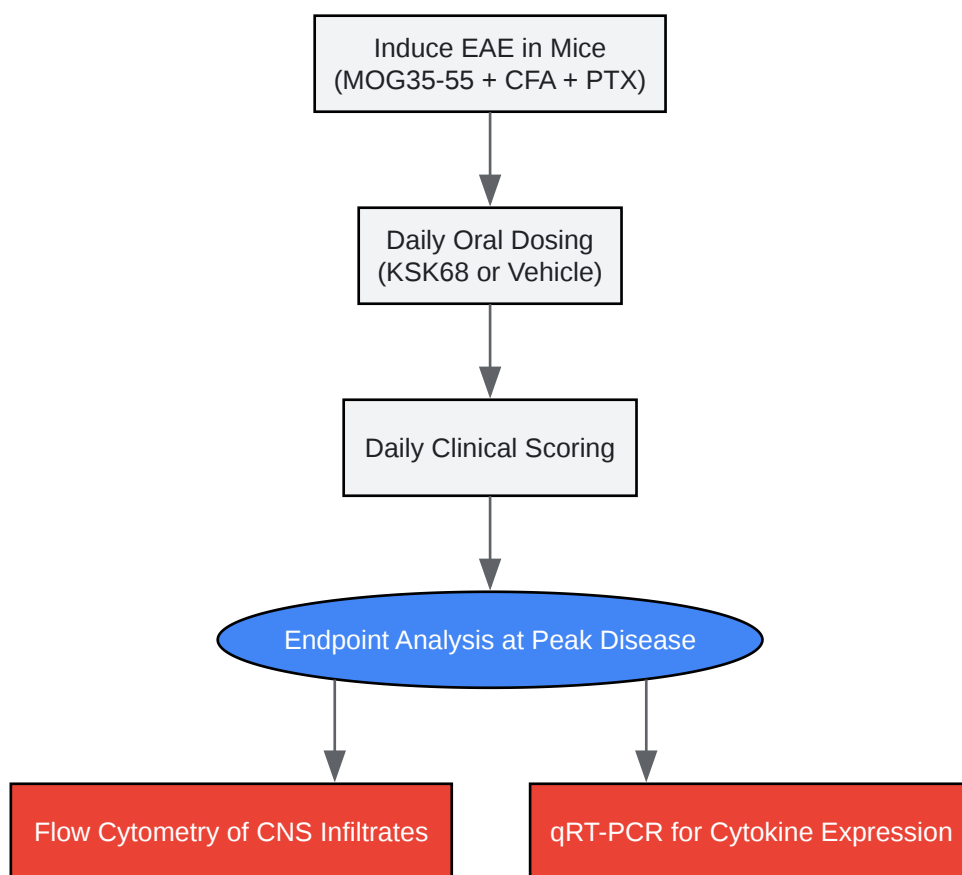 Induce EAE in Mice
(MOG35-55 + CFA + PTX)
Daily Oral Dosing
(KSK68 or Vehicle)
Daily Clinical Scoring
Endpoint Analysis at Peak Disease
Flow Cytometry of CNS Infiltrates
qRT-PCR for Cytokine Expression